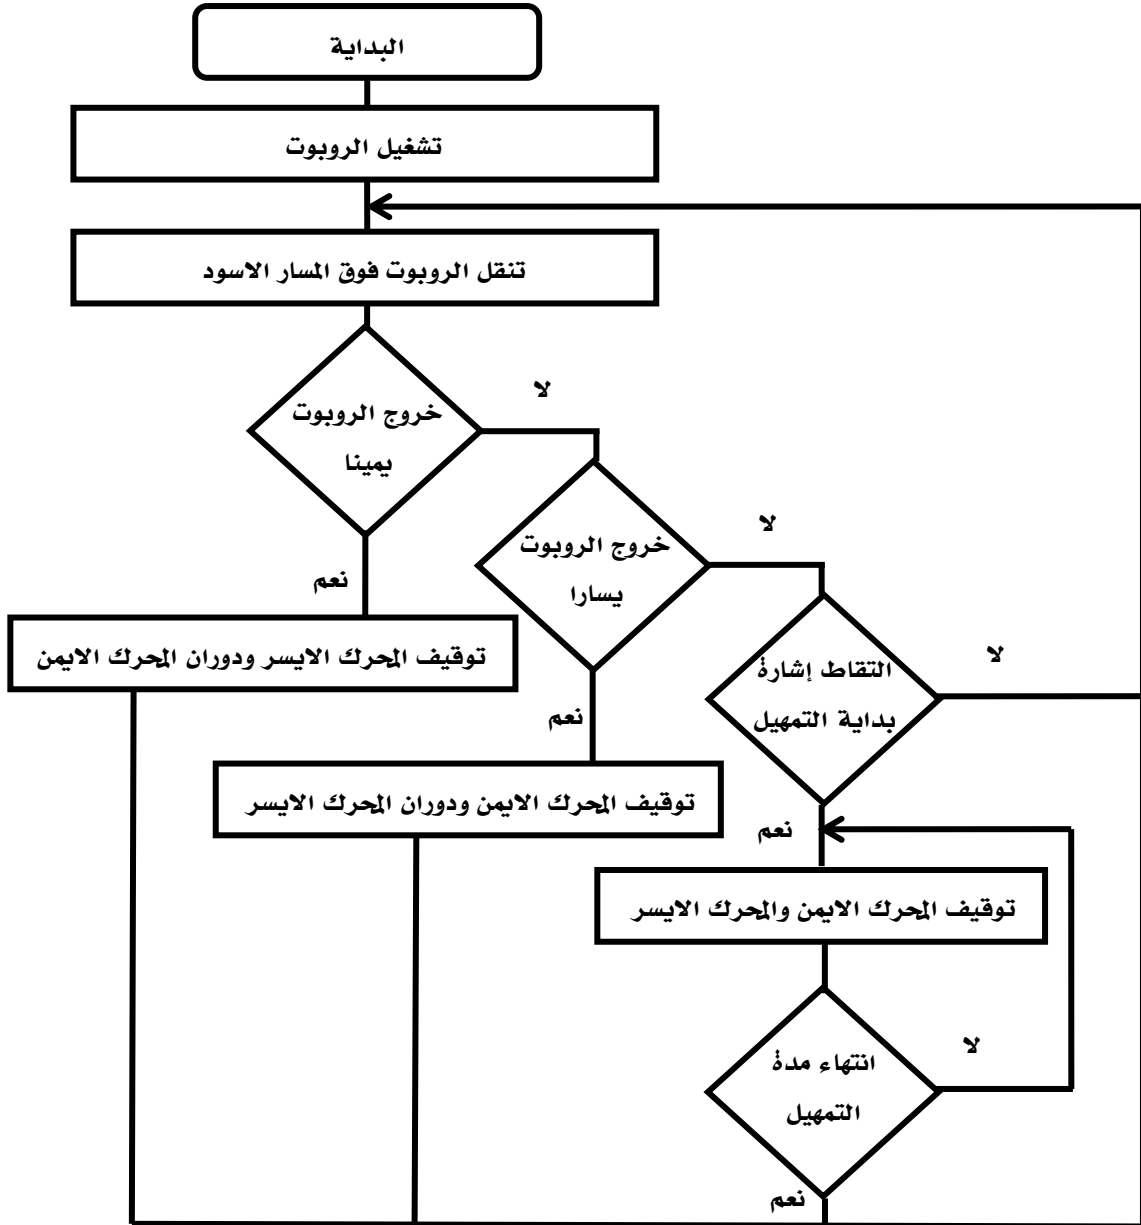 البداية
تشغيل الروبوت
تنقل الروبوت فوق المسار الاسود
خروج الروبوت
يمينا
لا
نعم
توقيف المحرك الايسر ودوران المحرك الايمن
خروج الروبوت
يسارا
لا
نعم
توقيف المحرك الايمن ودوران المحرك الايسر
التقاط إشارة
بداية التمهيل
لا
نعم
توقيف المحرك الايمن والمحرك الايسر
انتهاء مدة
التمهيل
لا
نعم